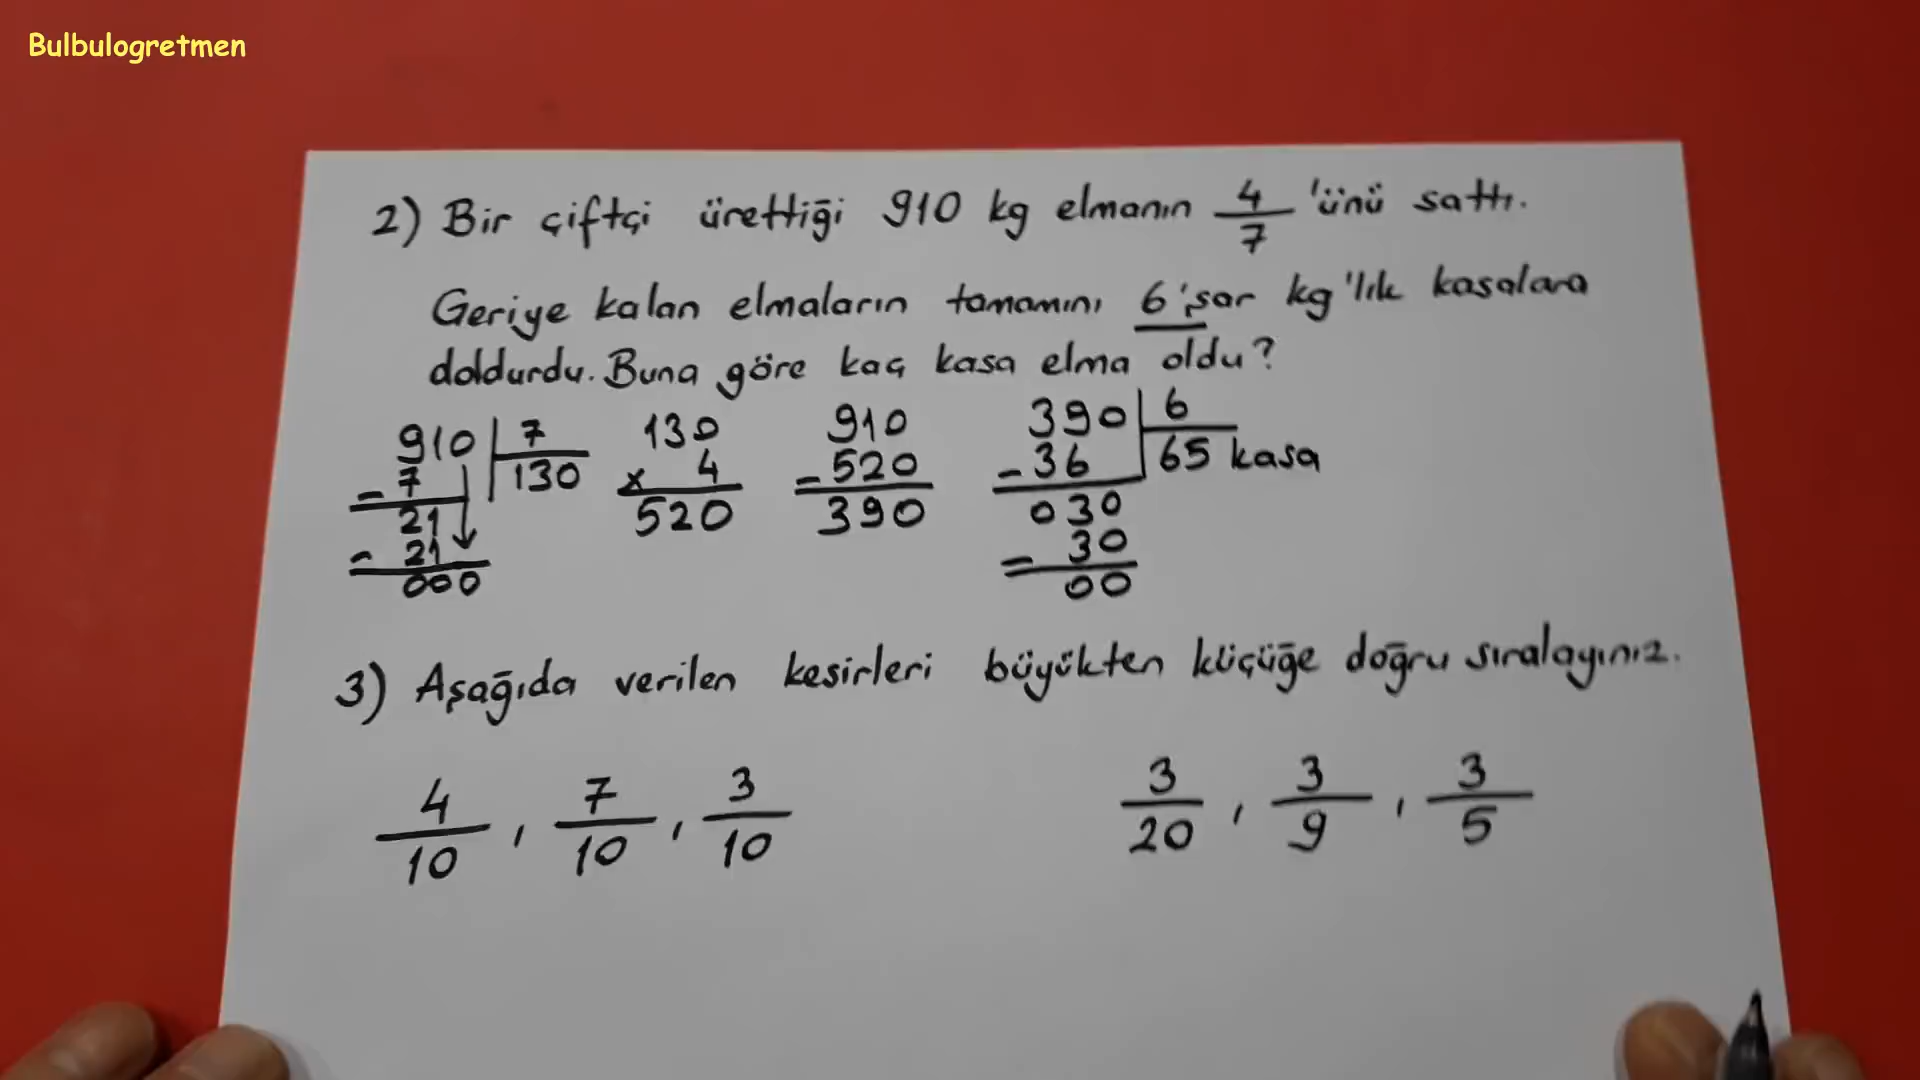 Bulbulogretmen
2) Bir çiftçi ürettiği 910 kg elmanın 4/7 'ünü sattı.
Geriye kalan elmaların tamamını 6'şar kg'lık kasalara
doldurdu. Buna göre kaç kasa elma oldu?
910 | 7
- 7 130
21
- 21
000
130
x 4
520
910
- 520
390
390 | 6
- 36 65 kasa
030
= 30
00
3) Aşağıda verilen kesirleri büyükten küçüğe doğru sıralayınız.
4/10 , 7/10 , 3/10
3/20 , 3/9 , 3/5